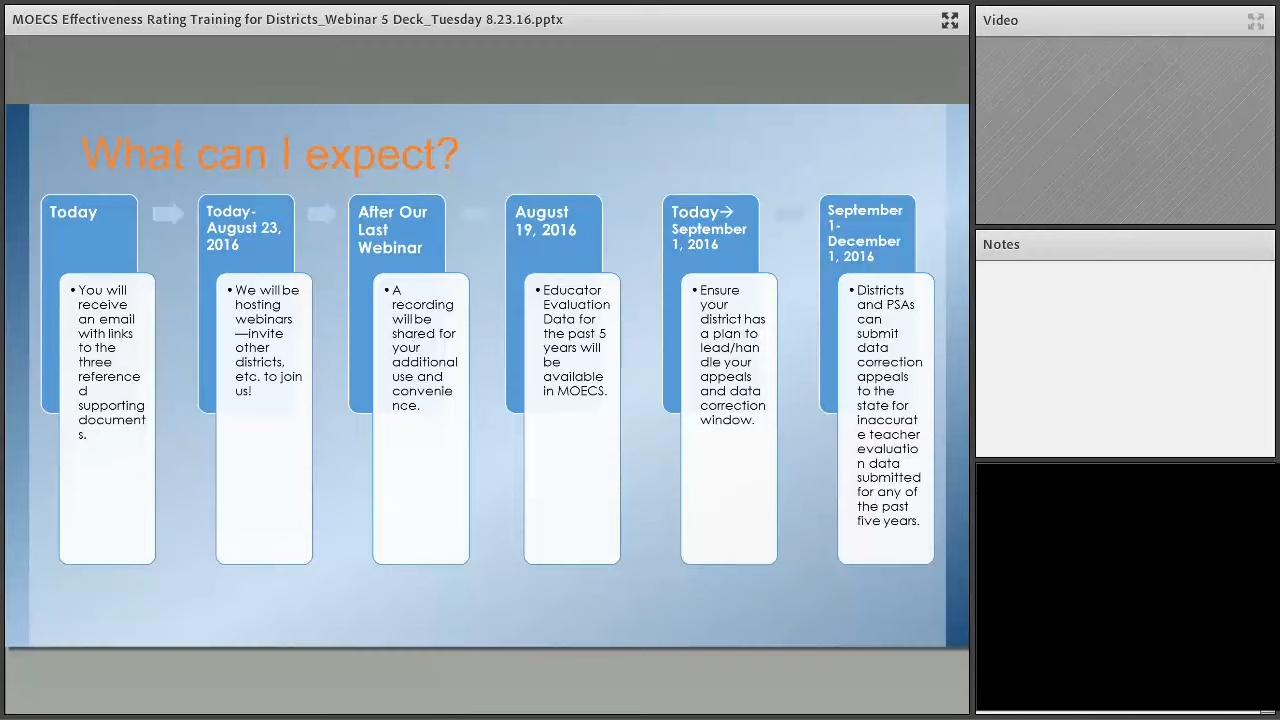 MOECS Effectiveness Rating Training for Districts_Webinar 5 Deck_Tuesday 8.23.16.pptx
Video
Notes
What can I expect?
Today
• You will
receive
an email
with links
to the
three
reference
d
supporting
document
s.
Today-
August 23,
2016
• We will be
hosting
webinars
—invite
other
districts,
etc. to join
us!
After Our
Last
Webinar
• A
recording
will be
shared for
your
additional
use and
convenie
nce.
August
19, 2016
• Educator
Evaluation
Data for
the past 5
years will
be
available
in MOECS.
Today→
September
1, 2016
• Ensure
your
district has
a plan to
lead/han
dle your
appeals
and data
correction
window.
September
1-
December
1, 2016
• Districts
and PSAs
can
submit
data
correction
appeals
to the
state for
inaccurat
e teacher
evaluatio
n data
submitted
for any of
the past
five years.